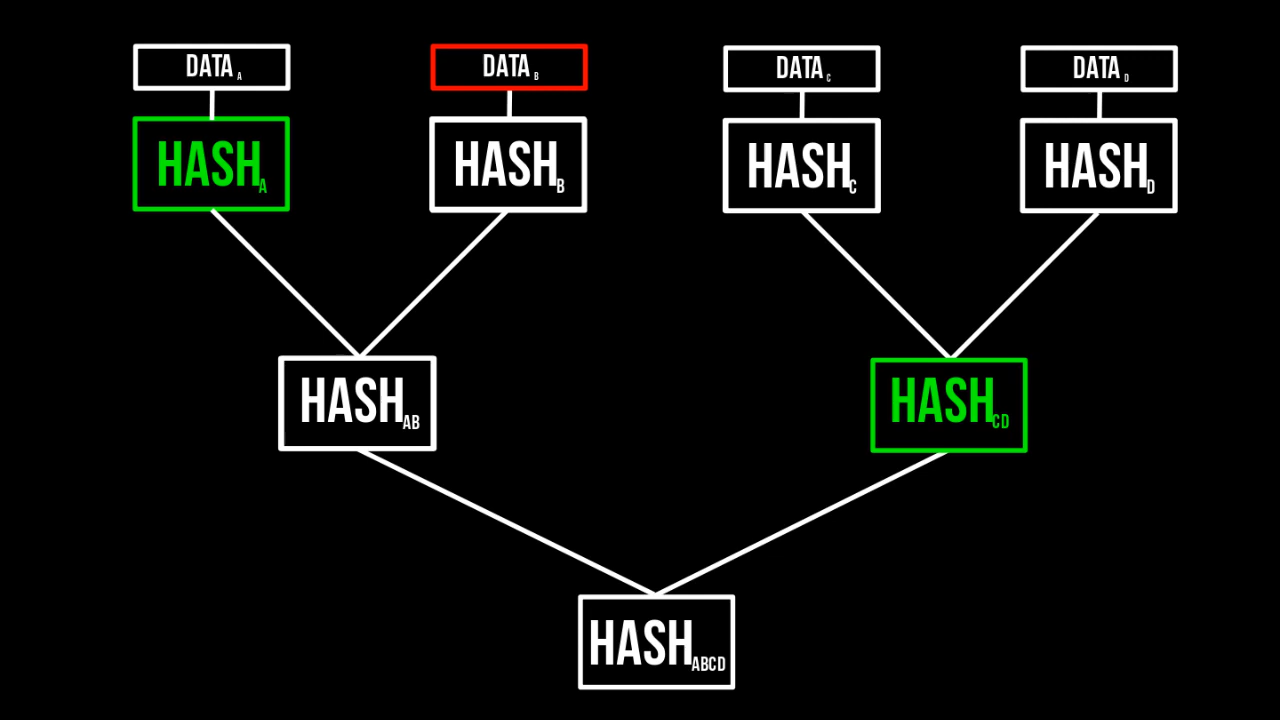 DATA A
DATA B
DATA C
DATA D
HASH A
HASH B
HASH C
HASH D
HASH AB
HASH CD
HASH ABCD